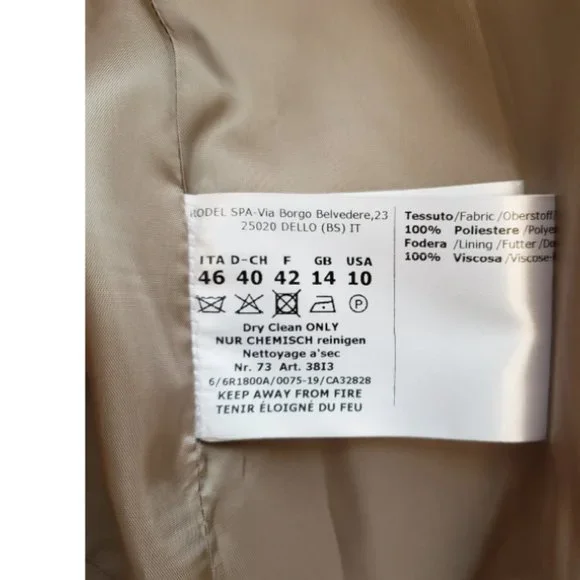 RODEL SPA-Via Borgo Belvedere,23
25020 DELLO (BS) IT
ITA D-CH F GB USA
46 40 42 14 10
P
Dry Clean ONLY
NUR CHEMISCH reinigen
Nettoyage a'sec
Nr. 73 Art. 38I3
6/6R1800A/0075-19/CA32828
KEEP AWAY FROM FIRE
TENIR ÉLOIGNÉ DU FEU
Tessuto/Fabric/Oberstoff
100% Poliestere/Polyes
Fodera/Lining/Futter/Do
100% Viscosa/Viscose-